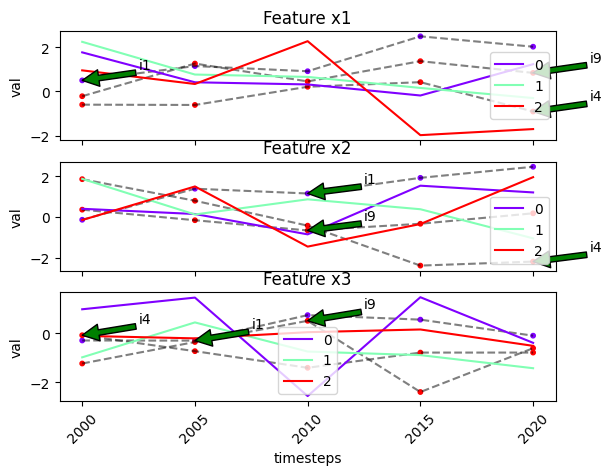 Feature x1
val
2
0
−2
i1
i9
i4
0
1
2
Feature x2
val
2
0
−2
i1
i9
i4
0
1
2
Feature x3
val
0
−2
i4
i1
i9
0
1
2
2000
2005
2010
2015
2020
timesteps